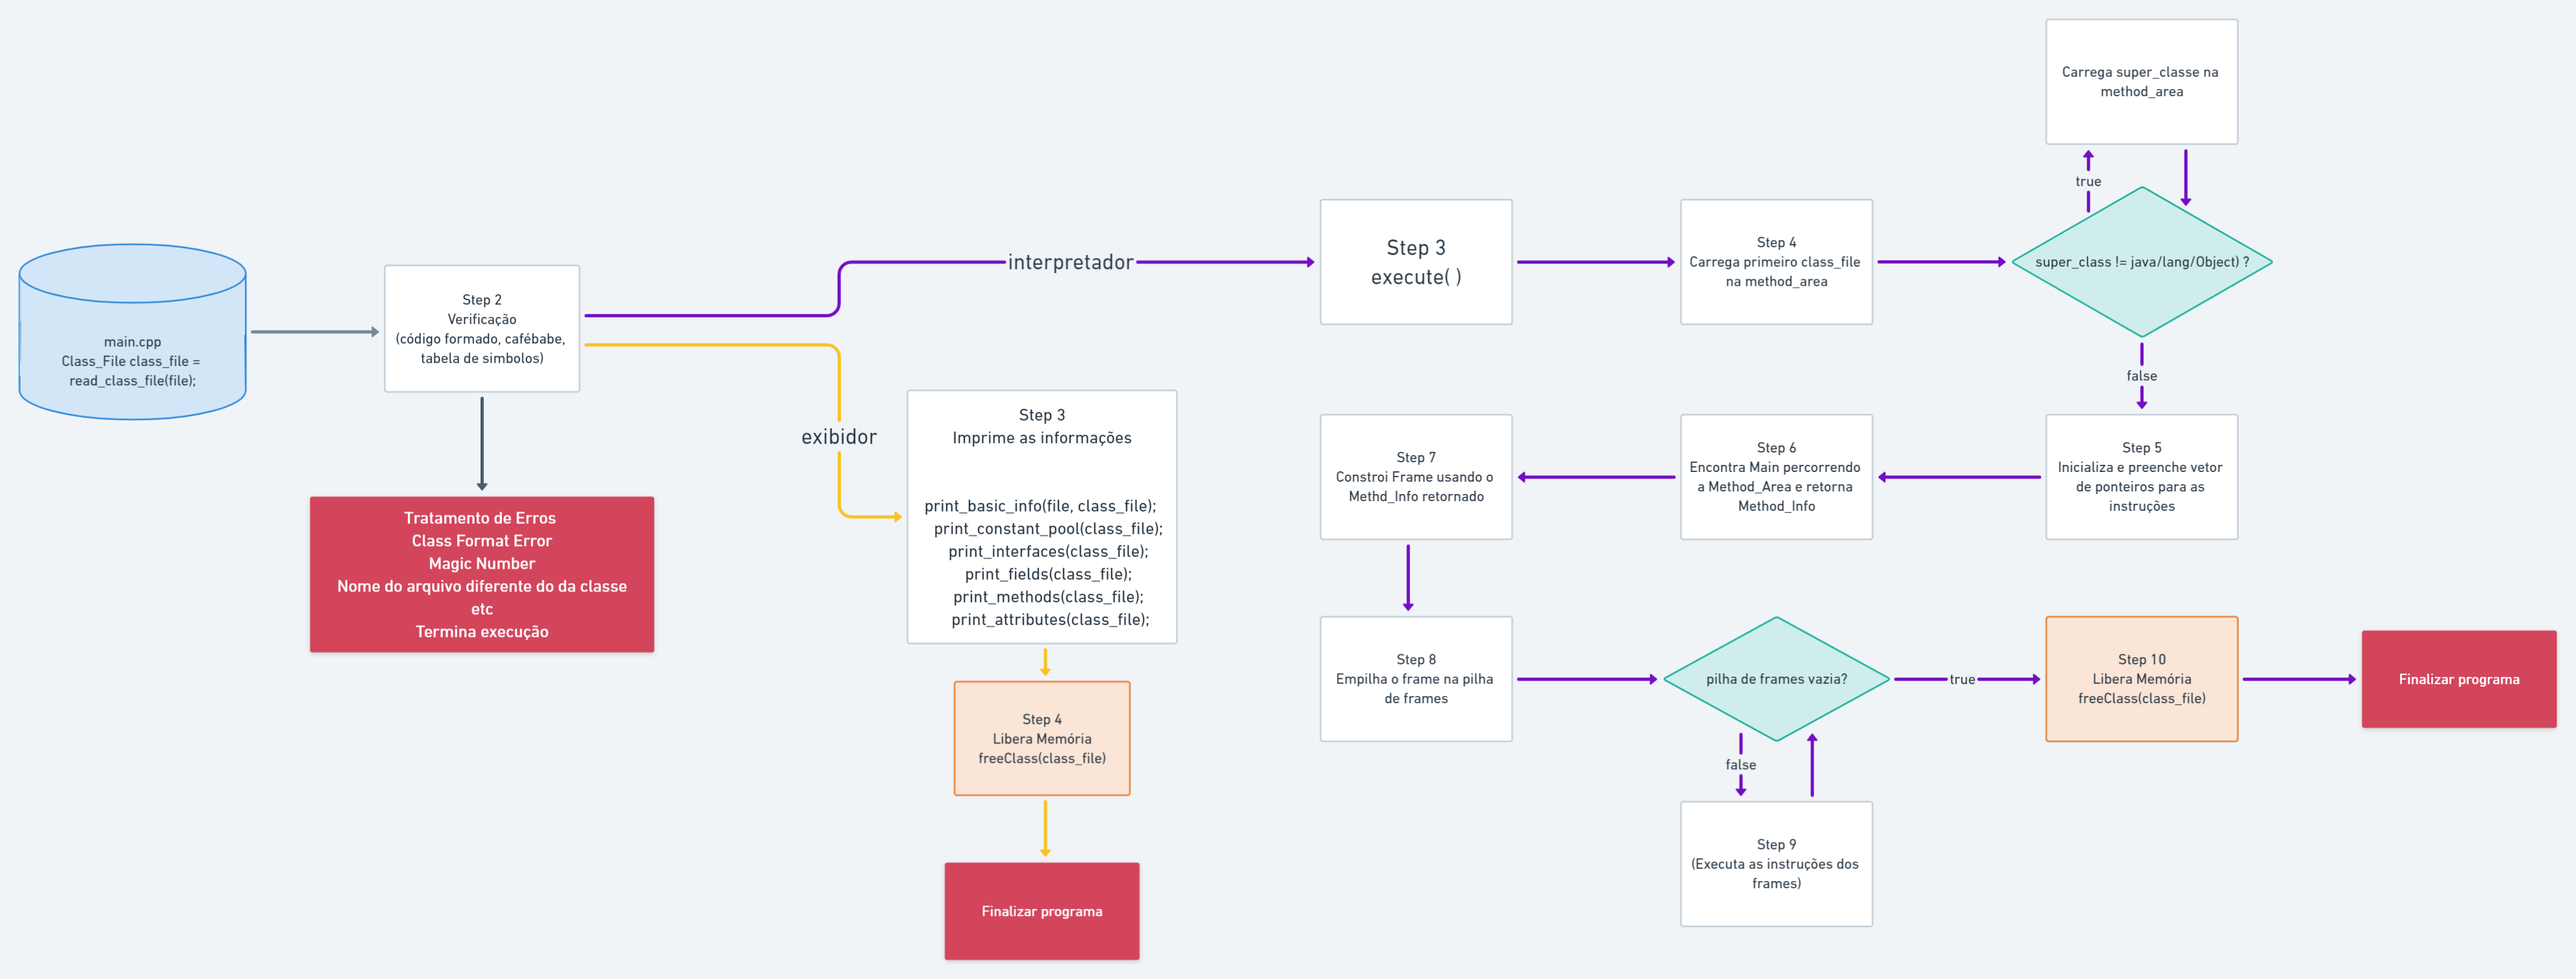 main.cpp
Class_File class_file =
read_class_file(file);
Step 2
Verificação
(código formado, cafébabe,
tabela de simbolos)
Tratamento de Erros
Class Format Error
Magic Number
Nome do arquivo diferente do da classe
etc
Termina execução
exibidor
Step 3
Imprime as informações
print_basic_info(file, class_file);
print_constant_pool(class_file);
print_interfaces(class_file);
print_fields(class_file);
print_methods(class_file);
print_attributes(class_file);
Step 4
Libera Memória
freeClass(class_file)
Finalizar programa
interpretador
Step 3
execute( )
Step 4
Carrega primeiro class_file
na method_area
super_class != java/lang/Object) ?
true
Carrega super_classe na
method_area
false
Step 5
Inicializa e preenche vetor
de ponteiros para as
instruções
Step 6
Encontra Main percorrendo
a Method_Area e retorna
Method_Info
Step 7
Constroi Frame usando o
Methd_Info retornado
Step 8
Empilha o frame na pilha
de frames
pilha de frames vazia?
false
Step 9
(Executa as instruções dos
frames)
true
Step 10
Libera Memória
freeClass(class_file)
Finalizar programa